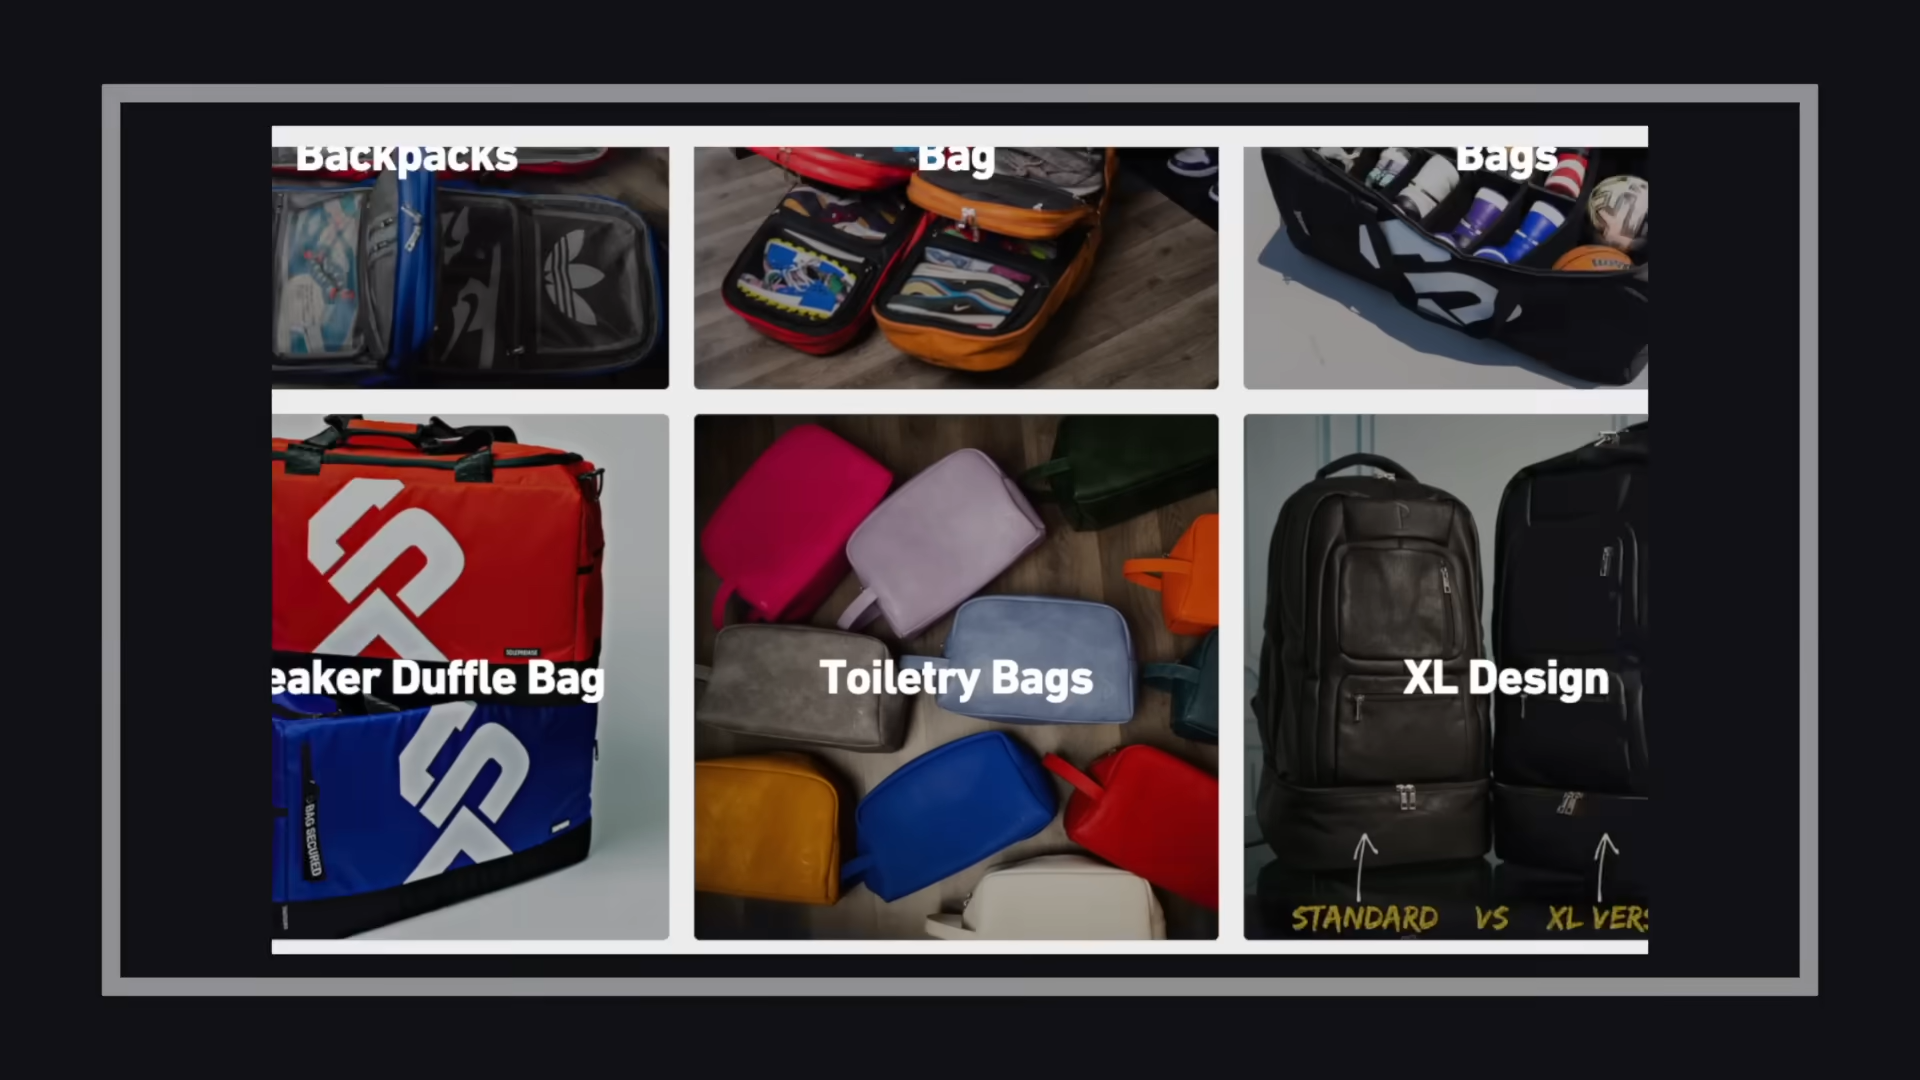 Backpacks
Bag
Bags
eaker Duffle Bag
Toiletry Bags
XL Design
BAG SECURED
STANDARD VS XL VERS